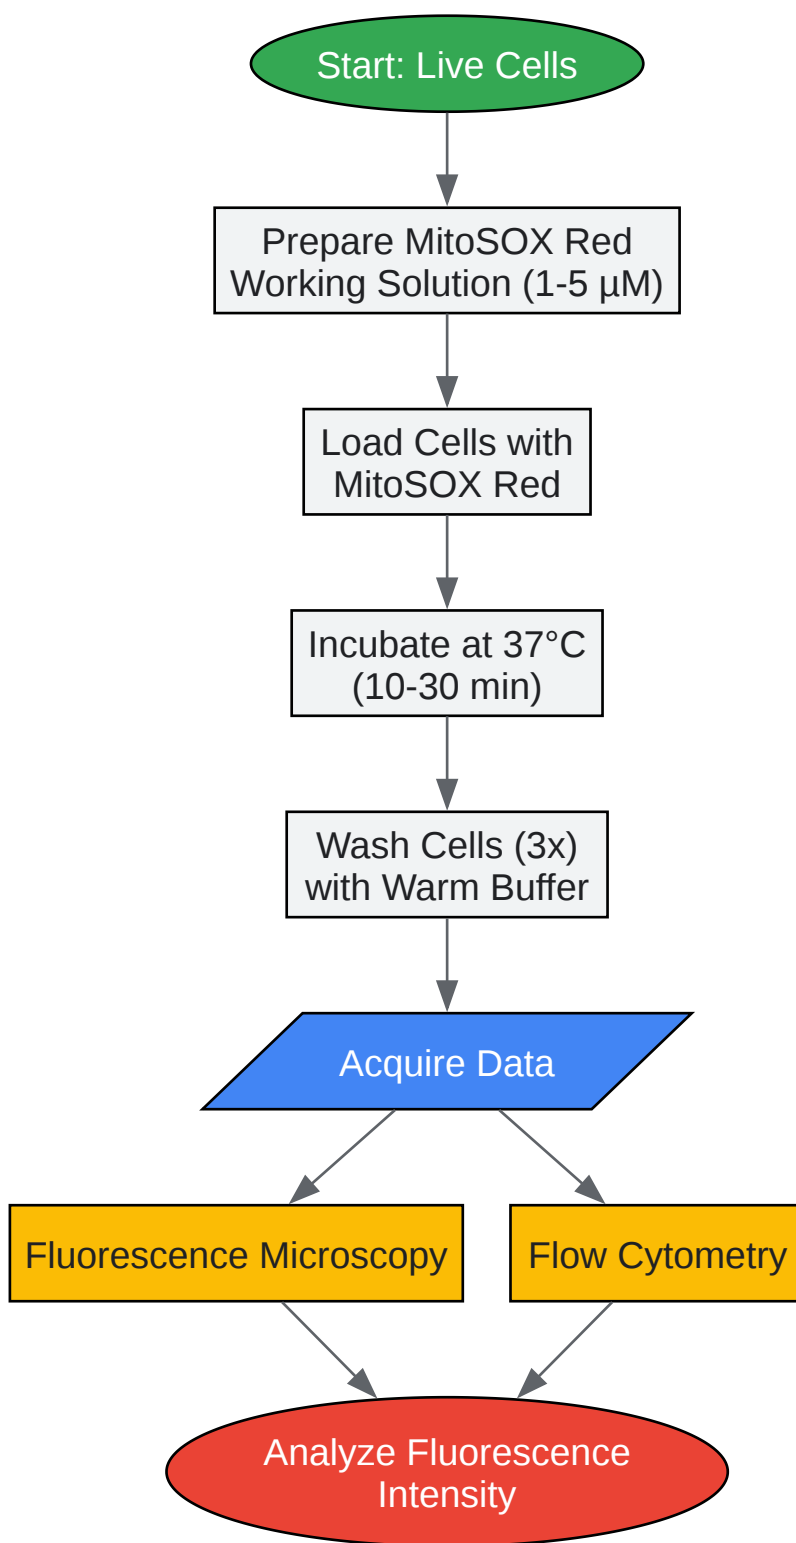 Start: Live Cells
Prepare MitoSOX Red
Working Solution (1-5 µM)
Load Cells with
MitoSOX Red
Incubate at 37°C
(10-30 min)
Wash Cells (3x)
with Warm Buffer
Acquire Data
Fluorescence Microscopy
Flow Cytometry
Analyze Fluorescence
Intensity